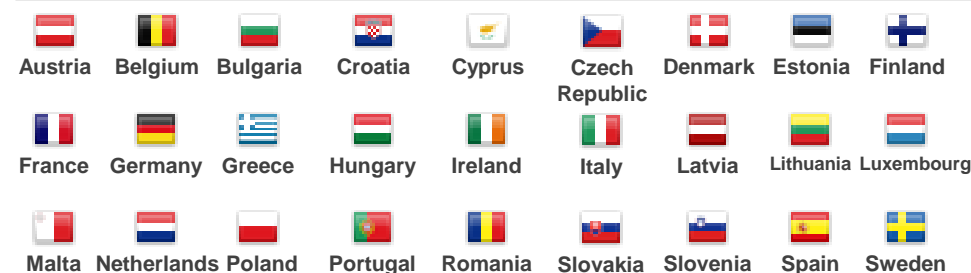 Austria Belgium Bulgaria Croatia Cyprus Czech Republic Denmark Estonia Finland
France Germany Greece Hungary Ireland Italy Latvia Lithuania Luxembourg
Malta Netherlands Poland Portugal Romania Slovakia Slovenia Spain Sweden